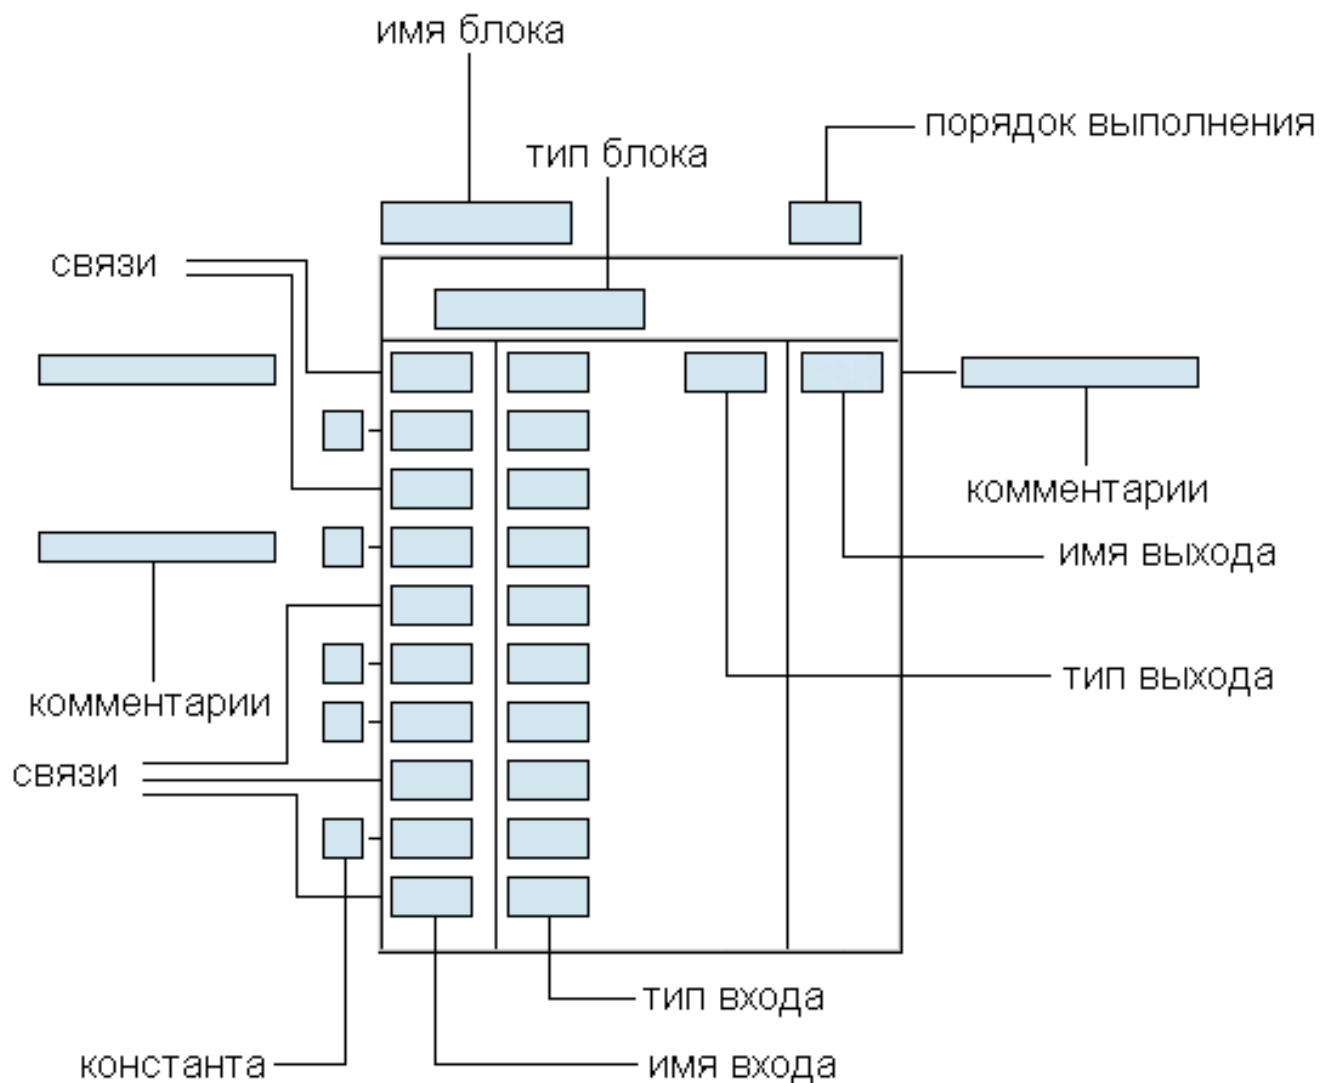 имя блока
порядок выполнения
тип блока
связи
комментарии
имя выхода
тип выхода
комментарии
связи
тип входа
константа
имя входа